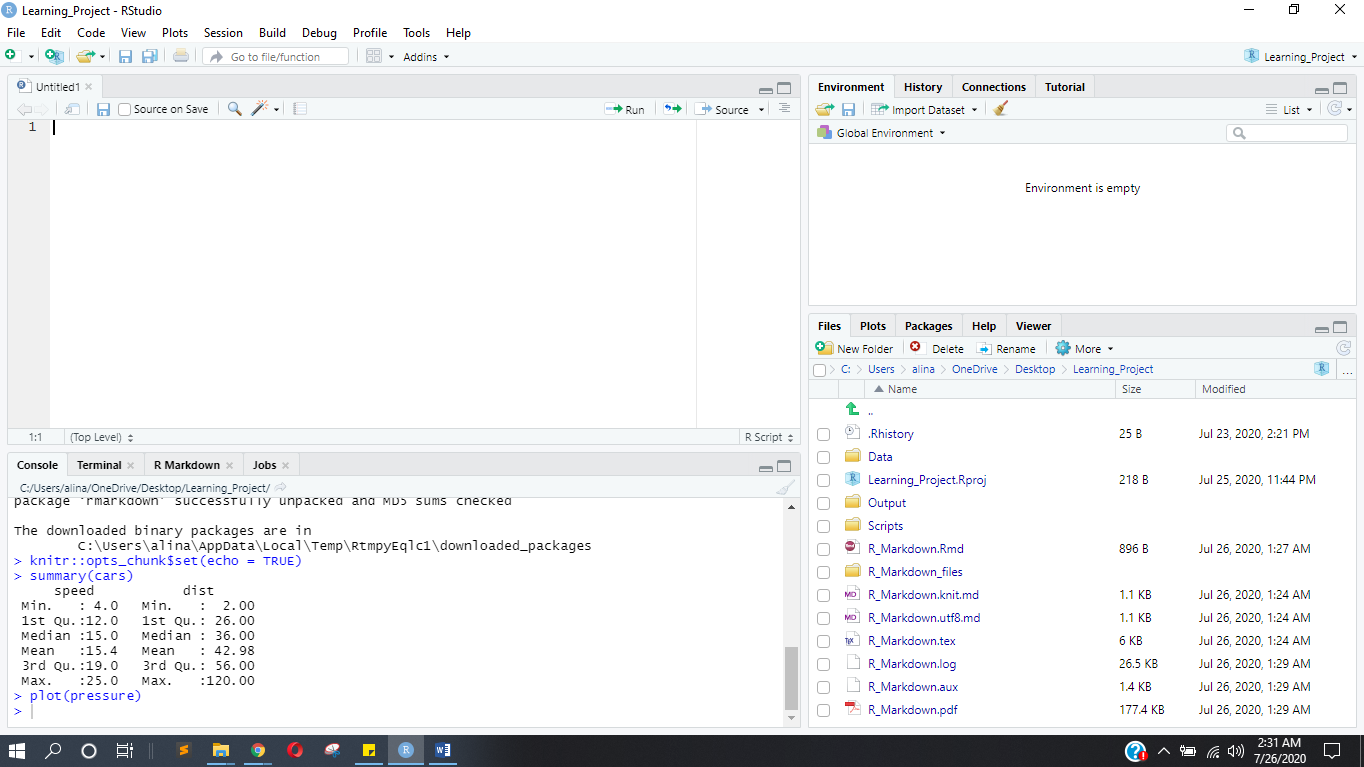 Learning_Project - RStudio
File Edit Code View Plots Session Build Debug Profile Tools Help
Go to file/function Addins Learning_Project
Untitled1
Source on Save Run Source
1
1:1 (Top Level) R Script
Console Terminal R Markdown Jobs
C:/Users/alina/OneDrive/Desktop/Learning_Project/
package ‘rmarkdown’ successfully unpacked and MD5 sums checked
The downloaded binary packages are in
C:\Users\alina\AppData\Local\Temp\RtmpyEqlc1\downloaded_packages
> knitr::opts_chunk$set(echo = TRUE)
> summary(cars)
speed dist
Min. : 4.0 Min. : 2.00
1st Qu.:12.0 1st Qu.: 26.00
Median :15.0 Median : 36.00
Mean :15.4 Mean : 42.98
3rd Qu.:19.0 3rd Qu.: 56.00
Max. :25.0 Max. :120.00
> plot(pressure)
>
Environment History Connections Tutorial
Import Dataset List
Global Environment
Environment is empty
Files Plots Packages Help Viewer
New Folder Delete Rename More
C: Users alina OneDrive Desktop Learning_Project ...
Name Size Modified
..
.Rhistory 25 B Jul 23, 2020, 2:21 PM
Data
Learning_Project.Rproj 218 B Jul 25, 2020, 11:44 PM
Output
Scripts
R_Markdown.Rmd 896 B Jul 26, 2020, 1:27 AM
R_Markdown_files
R_Markdown.knit.md 1.1 KB Jul 26, 2020, 1:24 AM
R_Markdown.utf8.md 1.1 KB Jul 26, 2020, 1:24 AM
R_Markdown.tex 6 KB Jul 26, 2020, 1:24 AM
R_Markdown.log 26.5 KB Jul 26, 2020, 1:29 AM
R_Markdown.aux 1.4 KB Jul 26, 2020, 1:29 AM
R_Markdown.pdf 177.4 KB Jul 26, 2020, 1:29 AM
2:31 AM
7/26/2020